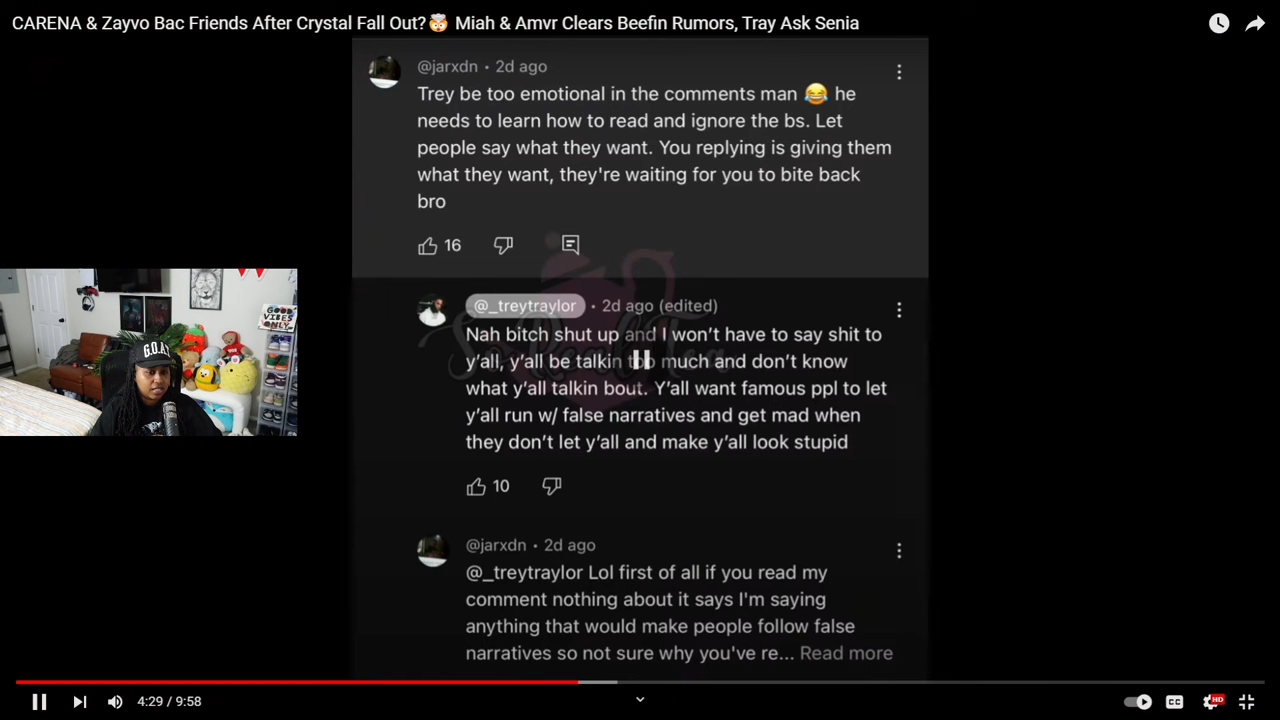 CARENA & Zayvo Bac Friends After Crystal Fall Out?🤯 Miah & Amvr Clears Beefin Rumors, Tray Ask Senia
@jarxdn • 2d ago
Trey be too emotional in the comments man 😂 he
needs to learn how to read and ignore the bs. Let
people say what they want. You replying is giving them
what they want, they're waiting for you to bite back
bro
16
@_treytraylor • 2d ago (edited)
Nah bitch shut up and I won't have to say shit to
y'all, y'all be talkin too much and don't know
what y'all talkin bout. Y'all want famous ppl to let
y'all run w/ false narratives and get mad when
they don't let y'all and make y'all look stupid
10
@jarxdn • 2d ago
@_treytraylor Lol first of all if you read my
comment nothing about it says I'm saying
anything that would make people follow false
narratives so not sure why you've re... Read more
GOOD
VIBES
ONLY
G.O.A.T
4:29 / 9:58
CC
HD